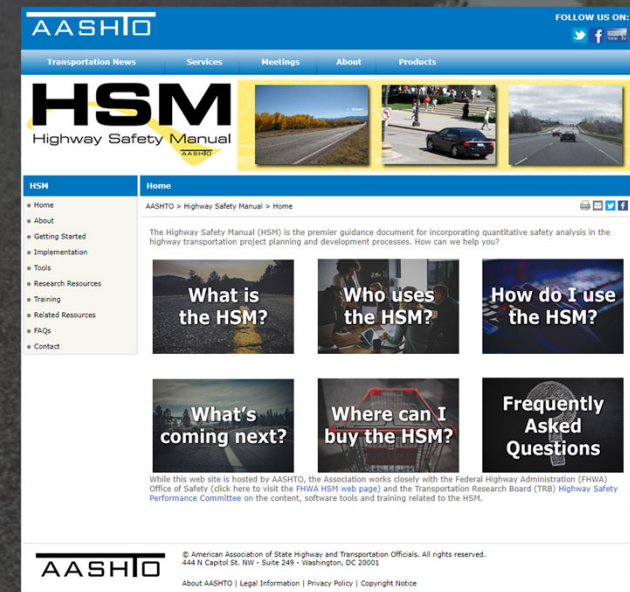 AASHTO
FOLLOW US ON:
Transportation News Services Meetings About Products
HSM
Highway Safety Manual
AASHTO
HSM
Home
About
Getting Started
Implementation
Tools
Research Resources
Training
Related Resources
FAQs
Contact
Home
AASHTO > Highway Safety Manual > Home
The Highway Safety Manual (HSM) is the premier guidance document for incorporating quantitative safety analysis in the
highway transportation project planning and development processes. How can we help you?
What is
the HSM?
Who uses
the HSM?
How do I use
the HSM?
What's
coming next?
Where can I
buy the HSM?
Frequently
Asked
Questions
While this web site is hosted by AASHTO, the Association works closely with the Federal Highway Administration (FHWA)
Office of Safety (click here to visit the FHWA HSM web page) and the Transportation Research Board (TRB) Highway Safety
Performance Committee on the content, software tools and training related to the HSM.
AASHTO
© American Association of State Highway and Transportation Officials. All rights reserved.
444 N Capitol St. NW - Suite 249 - Washington, DC 20001
About AASHTO | Legal Information | Privacy Policy | Copyright Notice